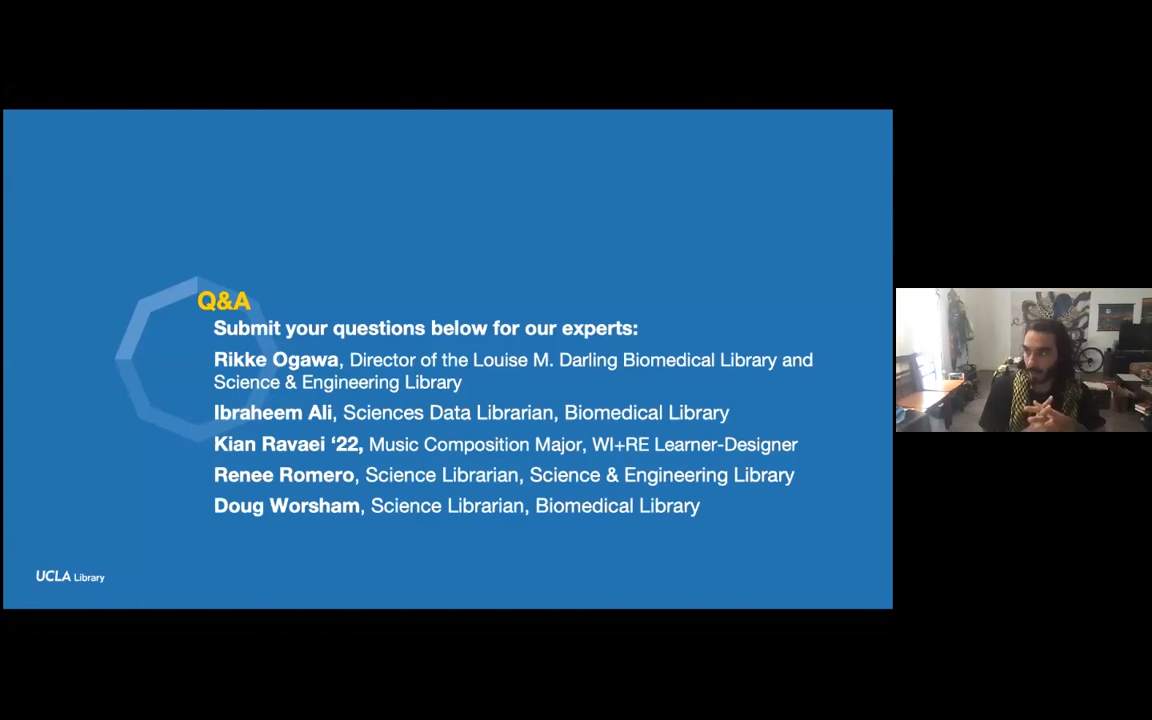 Q&A
Submit your questions below for our experts:
Rikke Ogawa, Director of the Louise M. Darling Biomedical Library and
Science & Engineering Library
Ibraheem Ali, Sciences Data Librarian, Biomedical Library
Kian Ravaei ‘22, Music Composition Major, WI+RE Learner-Designer
Renee Romero, Science Librarian, Science & Engineering Library
Doug Worsham, Science Librarian, Biomedical Library
UCLA Library